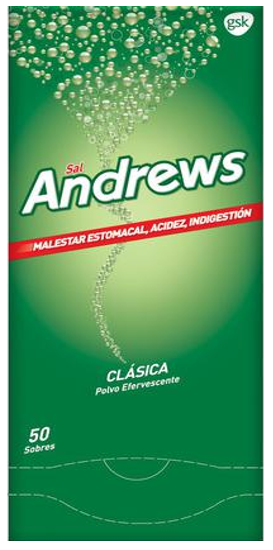 gsk
Sal
Andrews
MALESTAR ESTOMACAL, ACIDEZ, INDIGESTIÓN
CLÁSICA
Polvo Efervescente
50
Sobres